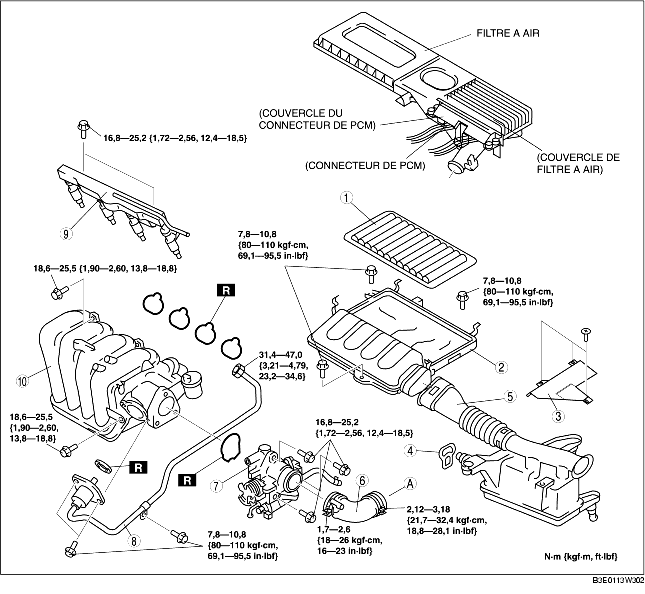 FILTRE A AIR
(COUVERCLE DU
CONNECTEUR DE PCM)
16,8—25,2 {1,72—2,56, 12,4—18,5}
(CONNECTEUR DE PCM)
(COUVERCLE DE
FILTRE A AIR)
1
9
7,8—10,8
{80—110 kgf·cm,
69,1—95,5 in·lbf}
18,6—25,5 {1,90—2,60, 13,8—18,8}
7,8—10,8
{80—110 kgf·cm,
69,1—95,5 in·lbf}
R
31,4—47,0
{3,21—4,79,
23,2—34,6}
2
10
5
3
18,6—25,5
{1,90—2,60,
13,8—18,8}
16,8—25,2
{1,72—2,56, 12,4—18,5}
4
R
R
7
6
A
2,12—3,18
{21,7—32,4 kgf·cm,
18,8—28,1 in·lbf}
8
7,8—10,8
{80—110 kgf·cm,
69,1—95,5 in·lbf}
1,7—2,6
{18—26 kgf·cm,
16—23 in·lbf}
N·m {kgf·m, ft·lbf}
B3E0113W302